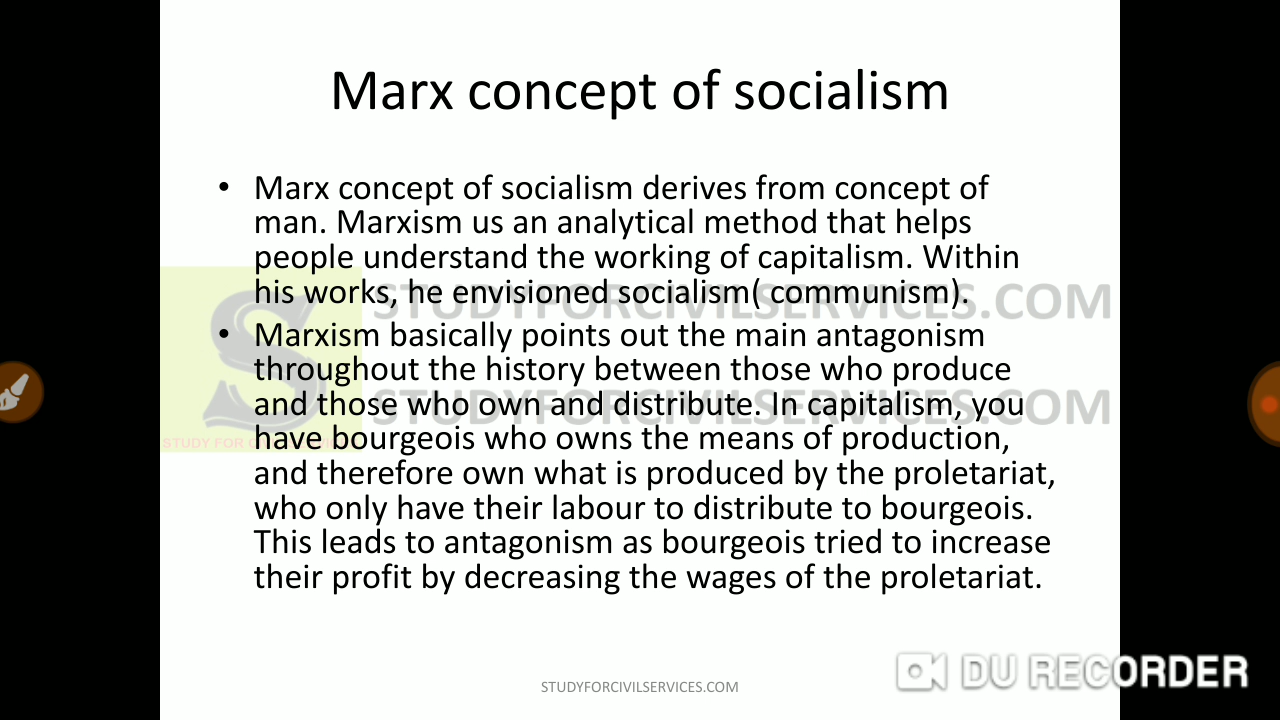 Marx concept of socialism
• Marx concept of socialism derives from concept of
man. Marxism us an analytical method that helps
people understand the working of capitalism. Within
his works, he envisioned socialism( communism).
STUDYFORCIVILSERVICES.COM
• Marxism basically points out the main antagonism
throughout the history between those who produce
and those who own and distribute. In capitalism, you
STUDYFORCIVILSERVICES.COM
have bourgeois who owns the means of production,
and therefore own what is produced by the proletariat,
who only have their labour to distribute to bourgeois.
This leads to antagonism as bourgeois tried to increase
their profit by decreasing the wages of the proletariat.
STUDYFORCIVILSERVICES.COM
DU RECORDER